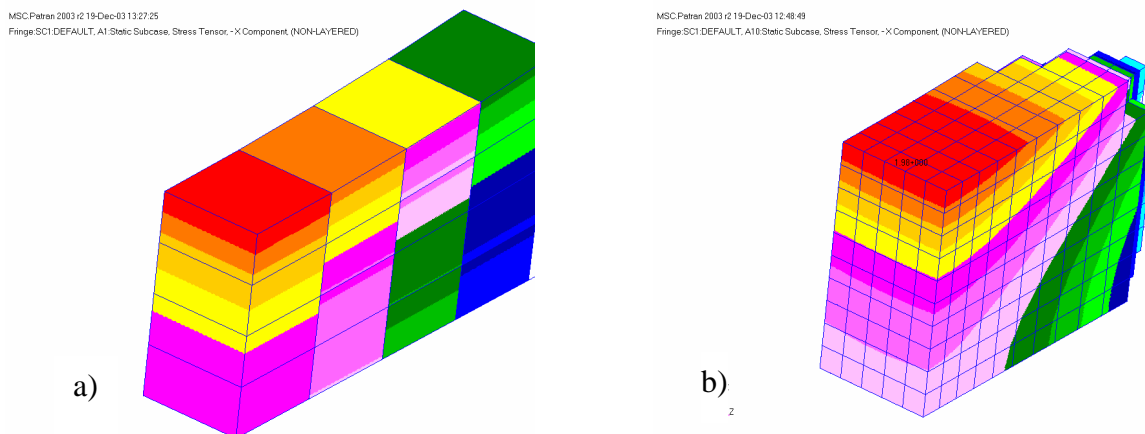 MSC.Patran 2003 r2 19-Dec-03 13:27:25
Fringe:SC1:DEFAULT, A1:Static Subcase, Stress Tensor, -X Component, (NON-LAYERED)
a)
MSC.Patran 2003 r2 19-Dec-03 12:48:49
Fringe:SC1:DEFAULT, A10:Static Subcase, Stress Tensor, -X Component, (NON-LAYERED)
b)
Z